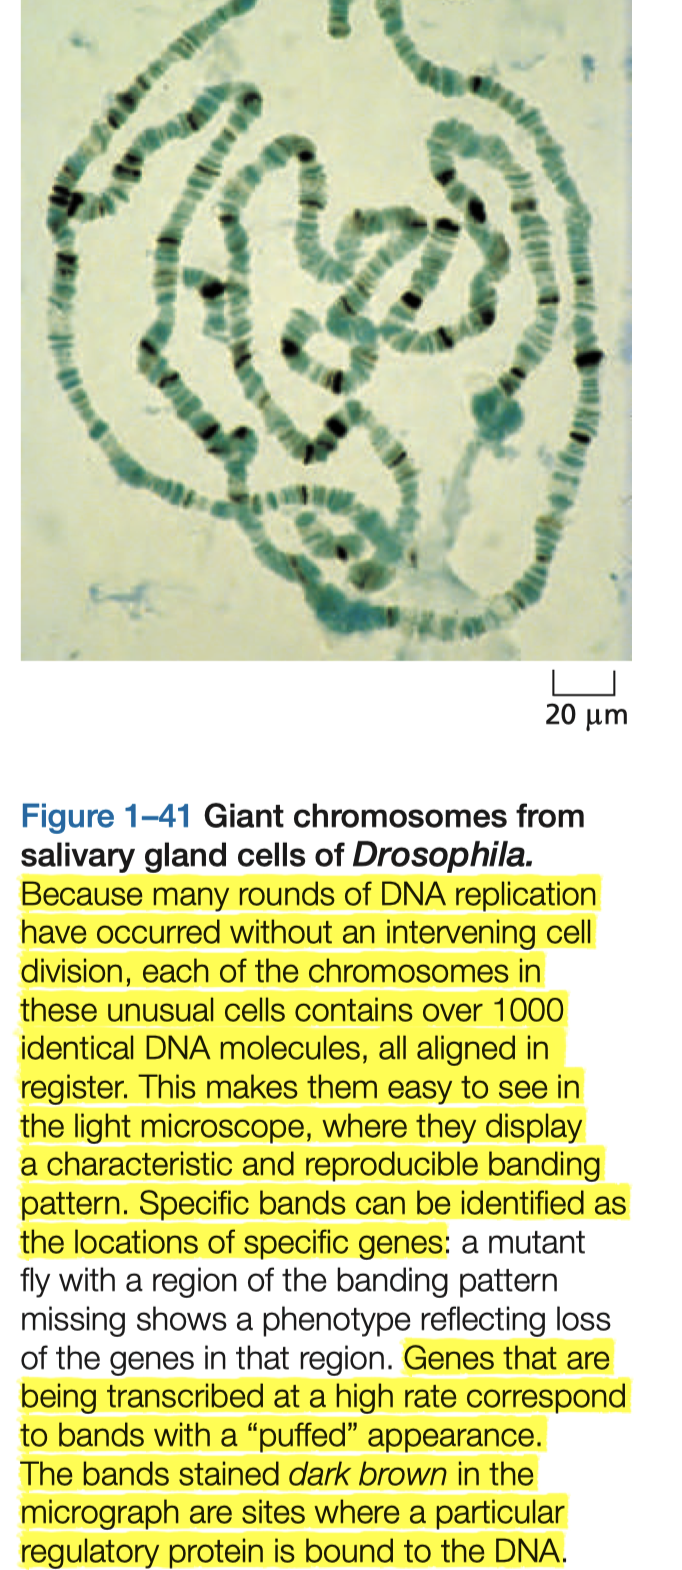 20 μm
Figure 1–41 Giant chromosomes from
salivary gland cells of Drosophila.
Because many rounds of DNA replication
have occurred without an intervening cell
division, each of the chromosomes in
these unusual cells contains over 1000
identical DNA molecules, all aligned in
register. This makes them easy to see in
the light microscope, where they display
a characteristic and reproducible banding
pattern. Specific bands can be identified as
the locations of specific genes: a mutant
fly with a region of the banding pattern
missing shows a phenotype reflecting loss
of the genes in that region. Genes that are
being transcribed at a high rate correspond
to bands with a “puffed” appearance.
The bands stained dark brown in the
micrograph are sites where a particular
regulatory protein is bound to the DNA.